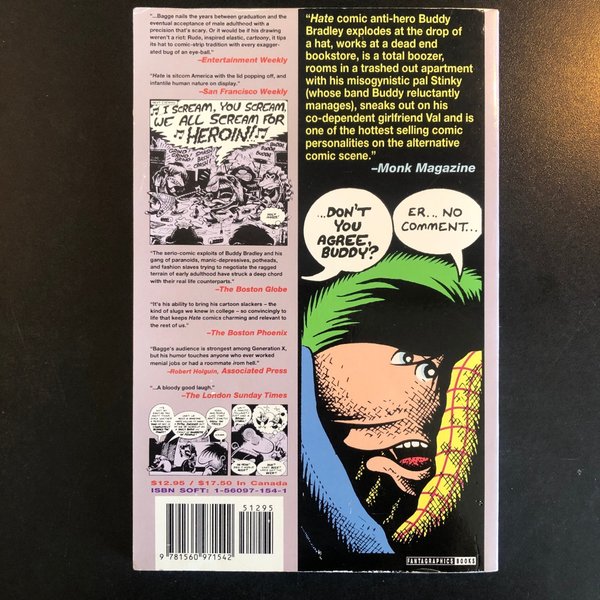 "...Bagge nails the years between graduation and the
eventual acceptance of male adulthood with a
precision that's scary. Or it would be if his drawing
weren't a riot: Rude, inspired elastic, cartoony, it tips
its hat to comic-strip tradition with every exagger-
ated bug of an eye-ball."
–Entertainment Weekly
"Hate is sitcom America with the lid popping off, and
infantile human nature on display."
–San Francisco Weekly
I SCREAM, YOU SCREAM,
WE ALL SCREAM FOR
HEROIN!
"The serio-comic exploits of Buddy Bradley and his
gang of paranoids, manic-depressives, potheads,
and fashion slaves trying to negotiate the ragged
terrain of early adulthood have struck a deep chord
with their real life counterparts."
–The Boston Globe
"It's his ability to bring his cartoon slackers – the
kind of slugs we knew in college – so convincingly to
life that keeps Hate comics charming and relevant to
the rest of us."
–The Boston Phoenix
"Bagge's audience is strongest among Generation X,
but his humor touches anyone who ever worked
menial jobs or had a roommate from hell."
–Robert Holguin, Associated Press
"...A bloody good laugh."
–The London Sunday Times
$12.95 / $17.50 In Canada
ISBN SOFT: 1-56097-154-1
51295
9 781560 971542
"Hate comic anti-hero Buddy
Bradley explodes at the drop of
a hat, works at a dead end
bookstore, is a total boozer,
rooms in a trashed out apartment
with his misogynistic pal Stinky
(whose band Buddy reluctantly
manages), sneaks out on his
co-dependent girlfriend Val and is
one of the hottest selling comic
personalities on the alternative
comic scene."
–Monk Magazine
...DON'T
YOU
AGREE,
BUDDY?
ER... NO
COMMENT...
FANTAGRAPHICS BOOKS